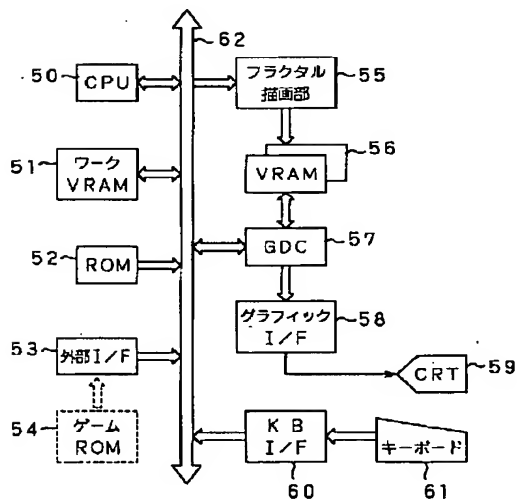 62
50
CPU
フラクタル
描画部
55
51
ワーク
VRAM
56
VRAM
52
ROM
GDC
57
53
外部I/F
グラフィック
I/F
58
CRT
59
54
ゲーム
ROM
KB
I/F
60
キーボード
61